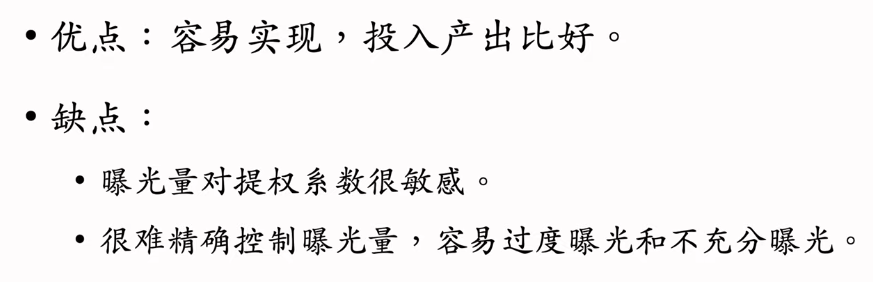 • 优点：容易实现，投入产出比好。
• 缺点：
• 曝光量对提权系数很敏感。
• 很难精确控制曝光量，容易过度曝光和不充分曝光。